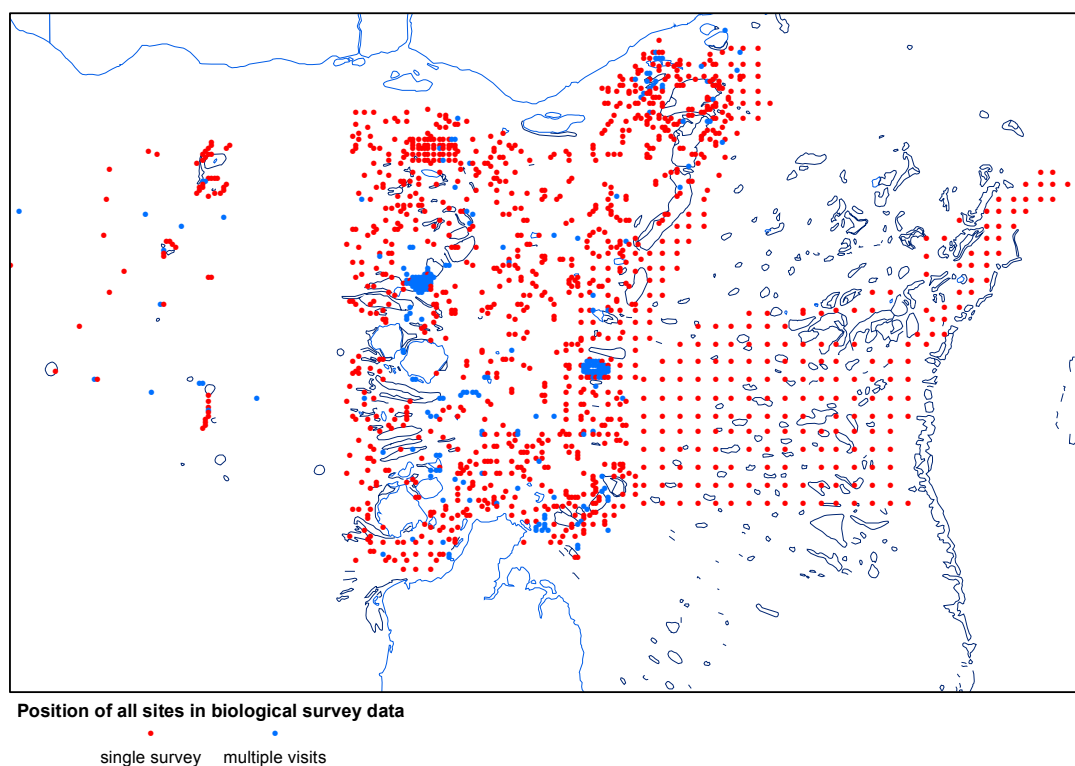 Position of all sites in biological survey data
single survey multiple visits